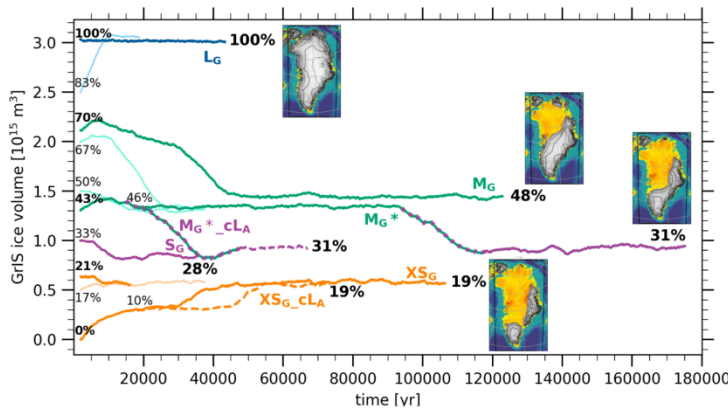 GrIS ice volume [10¹⁵ m³]
3.0
2.5
2.0
1.5
1.0
0.5
0.0
100%
83%
70%
67%
50%
43%
33%
21%
17%
0%
L_G
100%
46%
M_G*_cL_A
S_G
28%
31%
M_G
48%
M_G*
31%
10%
XS_G_cL_A
19%
XS_G
19%
20000 40000 60000 80000 100000 120000 140000 160000 180000
time [yr]